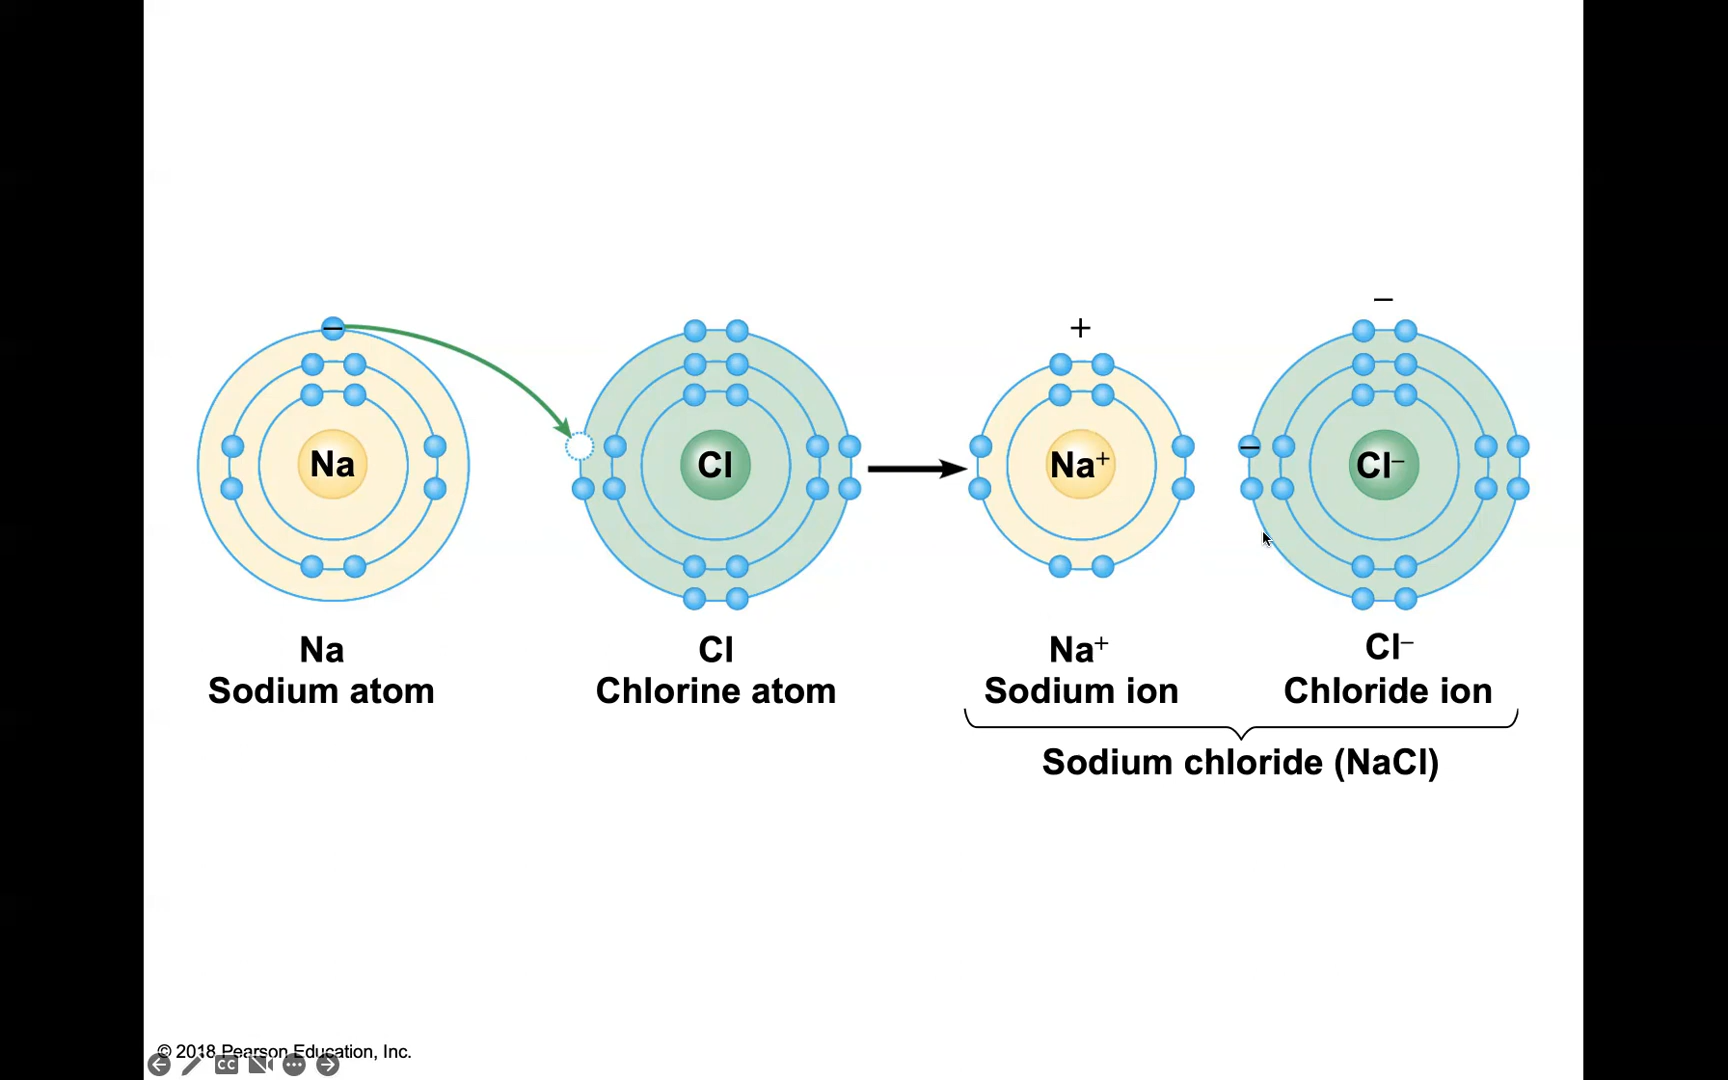 −
+
−
Na
Cl
Na⁺
−
Cl⁻
Na
Sodium atom
Cl
Chlorine atom
Na⁺
Sodium ion
Cl⁻
Chloride ion
Sodium chloride (NaCl)
© 2018 Pearson Education, Inc.
CC